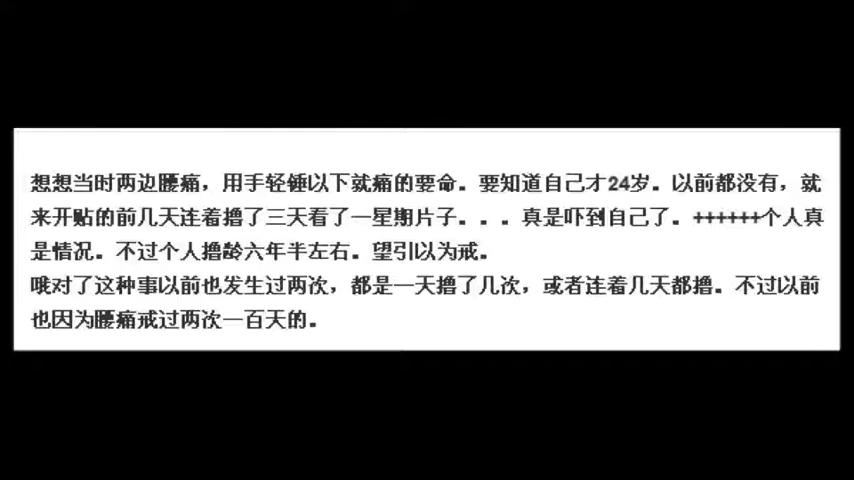 想想当时两边腰痛，用手轻锤以下就痛的要命。要知道自己才24岁。以前都没有，就
来开贴的前几天连着撸了三天看了一星期片子．．．真是吓到自己了。++++++个人真
是情况。不过个人撸龄六年半左右。望引以为戒。
哦对了这种事以前也发生过两次，都是一天撸了几次，或者连着几天都撸。不过以前
也因为腰痛戒过两次一百天的。